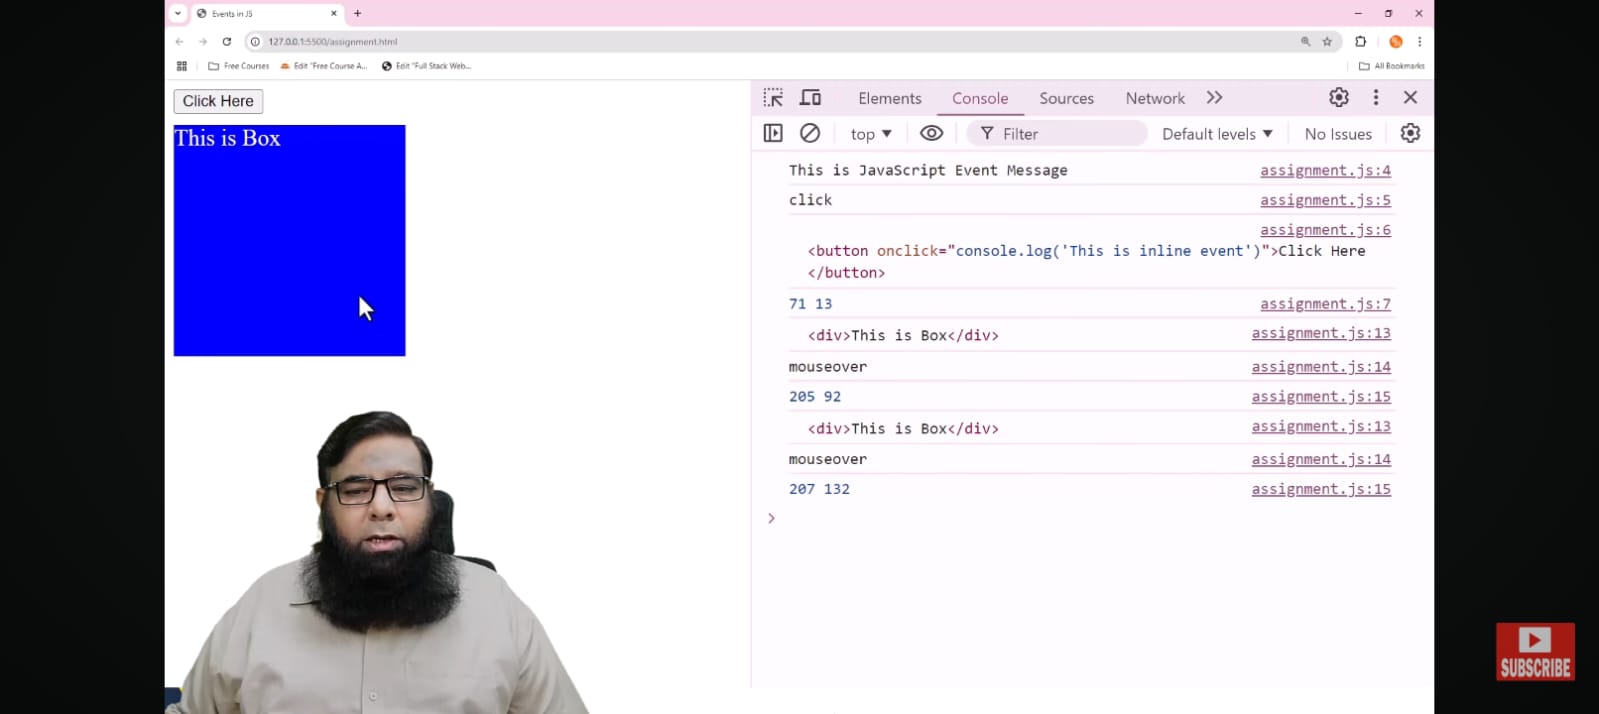 Events in JS
127.0.0.1:5500/assignment.html
Free Courses
Edit "Free Course A...
Edit "Full Stack Web...
All Bookmarks
Click Here
This is Box
Elements
Console
Sources
Network
top
Filter
Default levels
No Issues
This is JavaScript Event Message assignment.js:4
click assignment.js:5
assignment.js:6
<button onclick="console.log('This is inline event')">Click Here
</button>
71 13 assignment.js:7
<div>This is Box</div> assignment.js:13
mouseover assignment.js:14
205 92 assignment.js:15
<div>This is Box</div> assignment.js:13
mouseover assignment.js:14
207 132 assignment.js:15
SUBSCRIBE